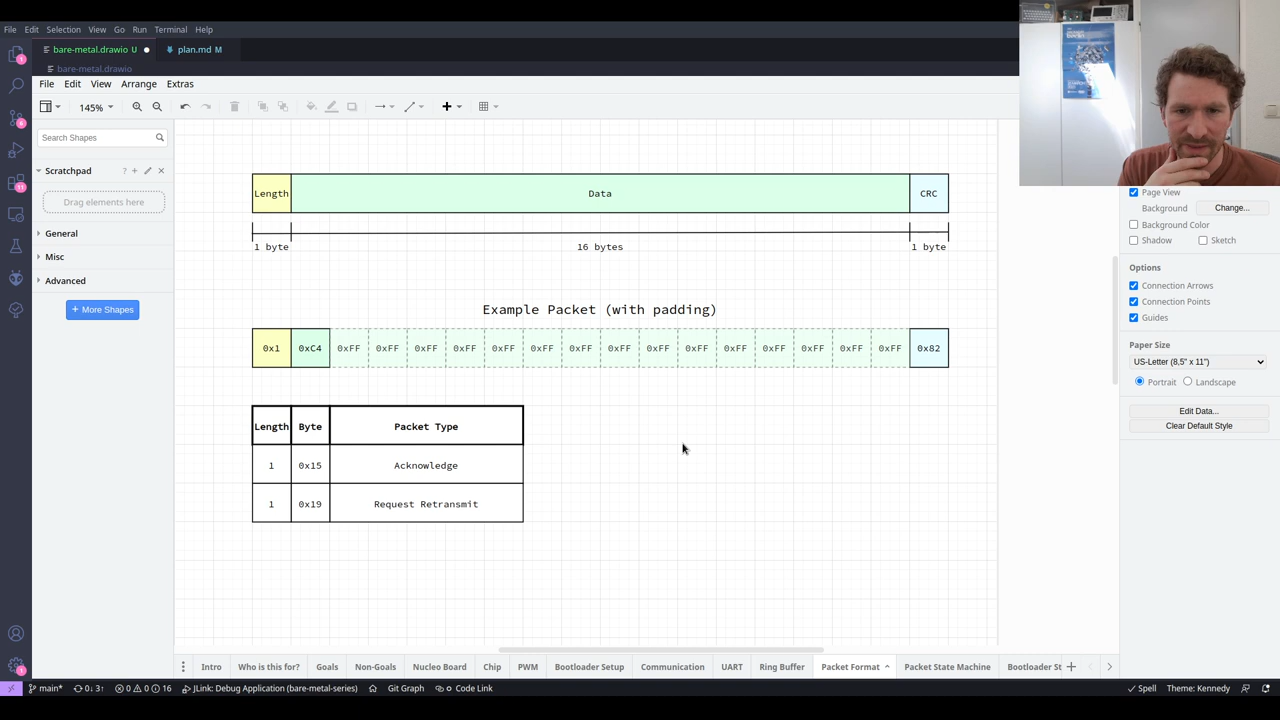 File Edit Selection View Go Run Terminal Help
bare-metal.drawio U plan.md M
bare-metal.drawio
File Edit View Arrange Extras
145%
Search Shapes
Scratchpad
Drag elements here
General
Misc
Advanced
+ More Shapes
Length Data CRC
1 byte 16 bytes 1 byte
Example Packet (with padding)
0x1 0xC4 0xFF 0xFF 0xFF 0xFF 0xFF 0xFF 0xFF 0xFF 0xFF 0xFF 0xFF 0xFF 0xFF 0xFF 0xFF 0x82
Length Byte Packet Type
1 0x15 Acknowledge
1 0x19 Request Retransmit
Page View
Background Change...
Background Color
Shadow Sketch
Options
Connection Arrows
Connection Points
Guides
Paper Size
US-Letter (8,5" x 11")
Portrait Landscape
Edit Data...
Clear Default Style
Intro Who is this for? Goals Non-Goals Nucleo Board Chip PWM Bootloader Setup Communication UART Ring Buffer Packet Format Packet State Machine Bootloader St
main* 0↓ 3↑ 0 0 16 JLink: Debug Application (bare-metal-series) Git Graph 0 Code Link Spell Theme: Kennedy